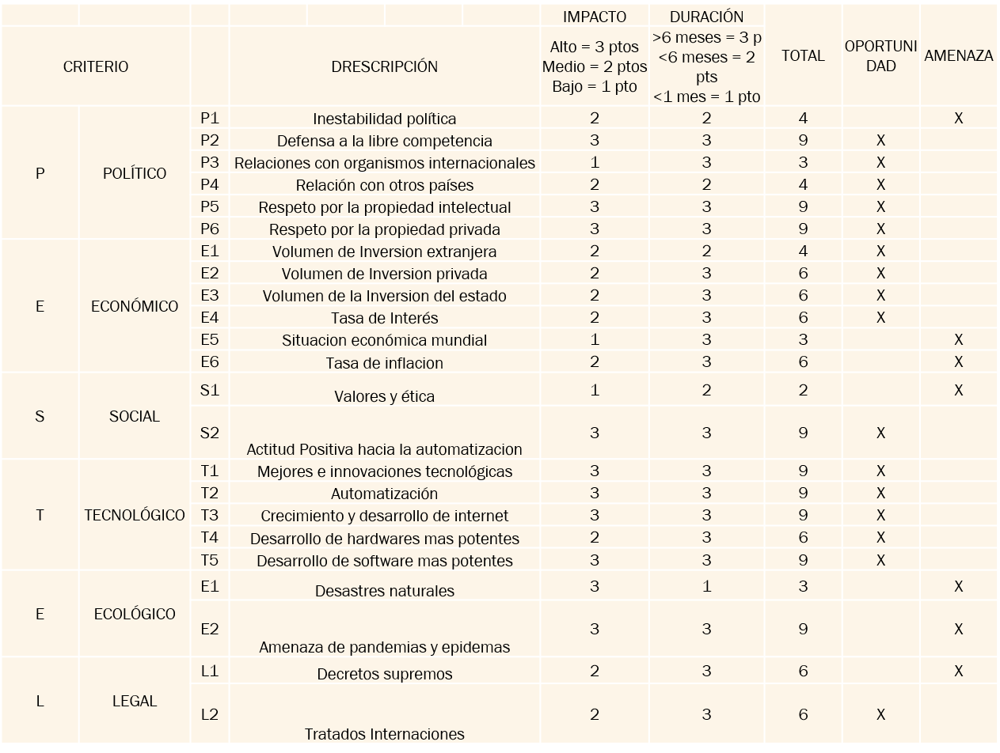 IMPACTO DURACIÓN
CRITERIO DRESCRIPCIÓN Alto = 3 ptos Medio = 2 ptos Bajo = 1 pto >6 meses = 3 p <6 meses = 2 pts <1 mes = 1 pto TOTAL OPORTUNI DAD AMENAZA
P POLÍTICO
P1 Inestabilidad política 2 2 4 X
P2 Defensa a la libre competencia 3 3 9 X
P3 Relaciones con organismos internacionales 1 3 3 X
P4 Relación con otros países 2 2 4 X
P5 Respeto por la propiedad intelectual 3 3 9 X
P6 Respeto por la propiedad privada 3 3 9 X
E ECONÓMICO
E1 Volumen de Inversion extranjera 2 2 4 X
E2 Volumen de Inversion privada 2 3 6 X
E3 Volumen de la Inversion del estado 2 3 6 X
E4 Tasa de Interés 2 3 6 X
E5 Situacion económica mundial 1 3 3 X
E6 Tasa de inflacion 2 3 6 X
S SOCIAL
S1 Valores y ética 1 2 2 X
S2 Actitud Positiva hacia la automatizacion 3 3 9 X
T TECNOLÓGICO
T1 Mejores e innovaciones tecnológicas 3 3 9 X
T2 Automatización 3 3 9 X
T3 Crecimiento y desarrollo de internet 3 3 9 X
T4 Desarrollo de hardwares mas potentes 2 3 6 X
T5 Desarrollo de software mas potentes 3 3 9 X
E ECOLÓGICO
E1 Desastres naturales 3 1 3 X
E2 Amenaza de pandemias y epidemas 3 3 9 X
L LEGAL
L1 Decretos supremos 2 3 6 X
L2 Tratados Internaciones 2 3 6 X